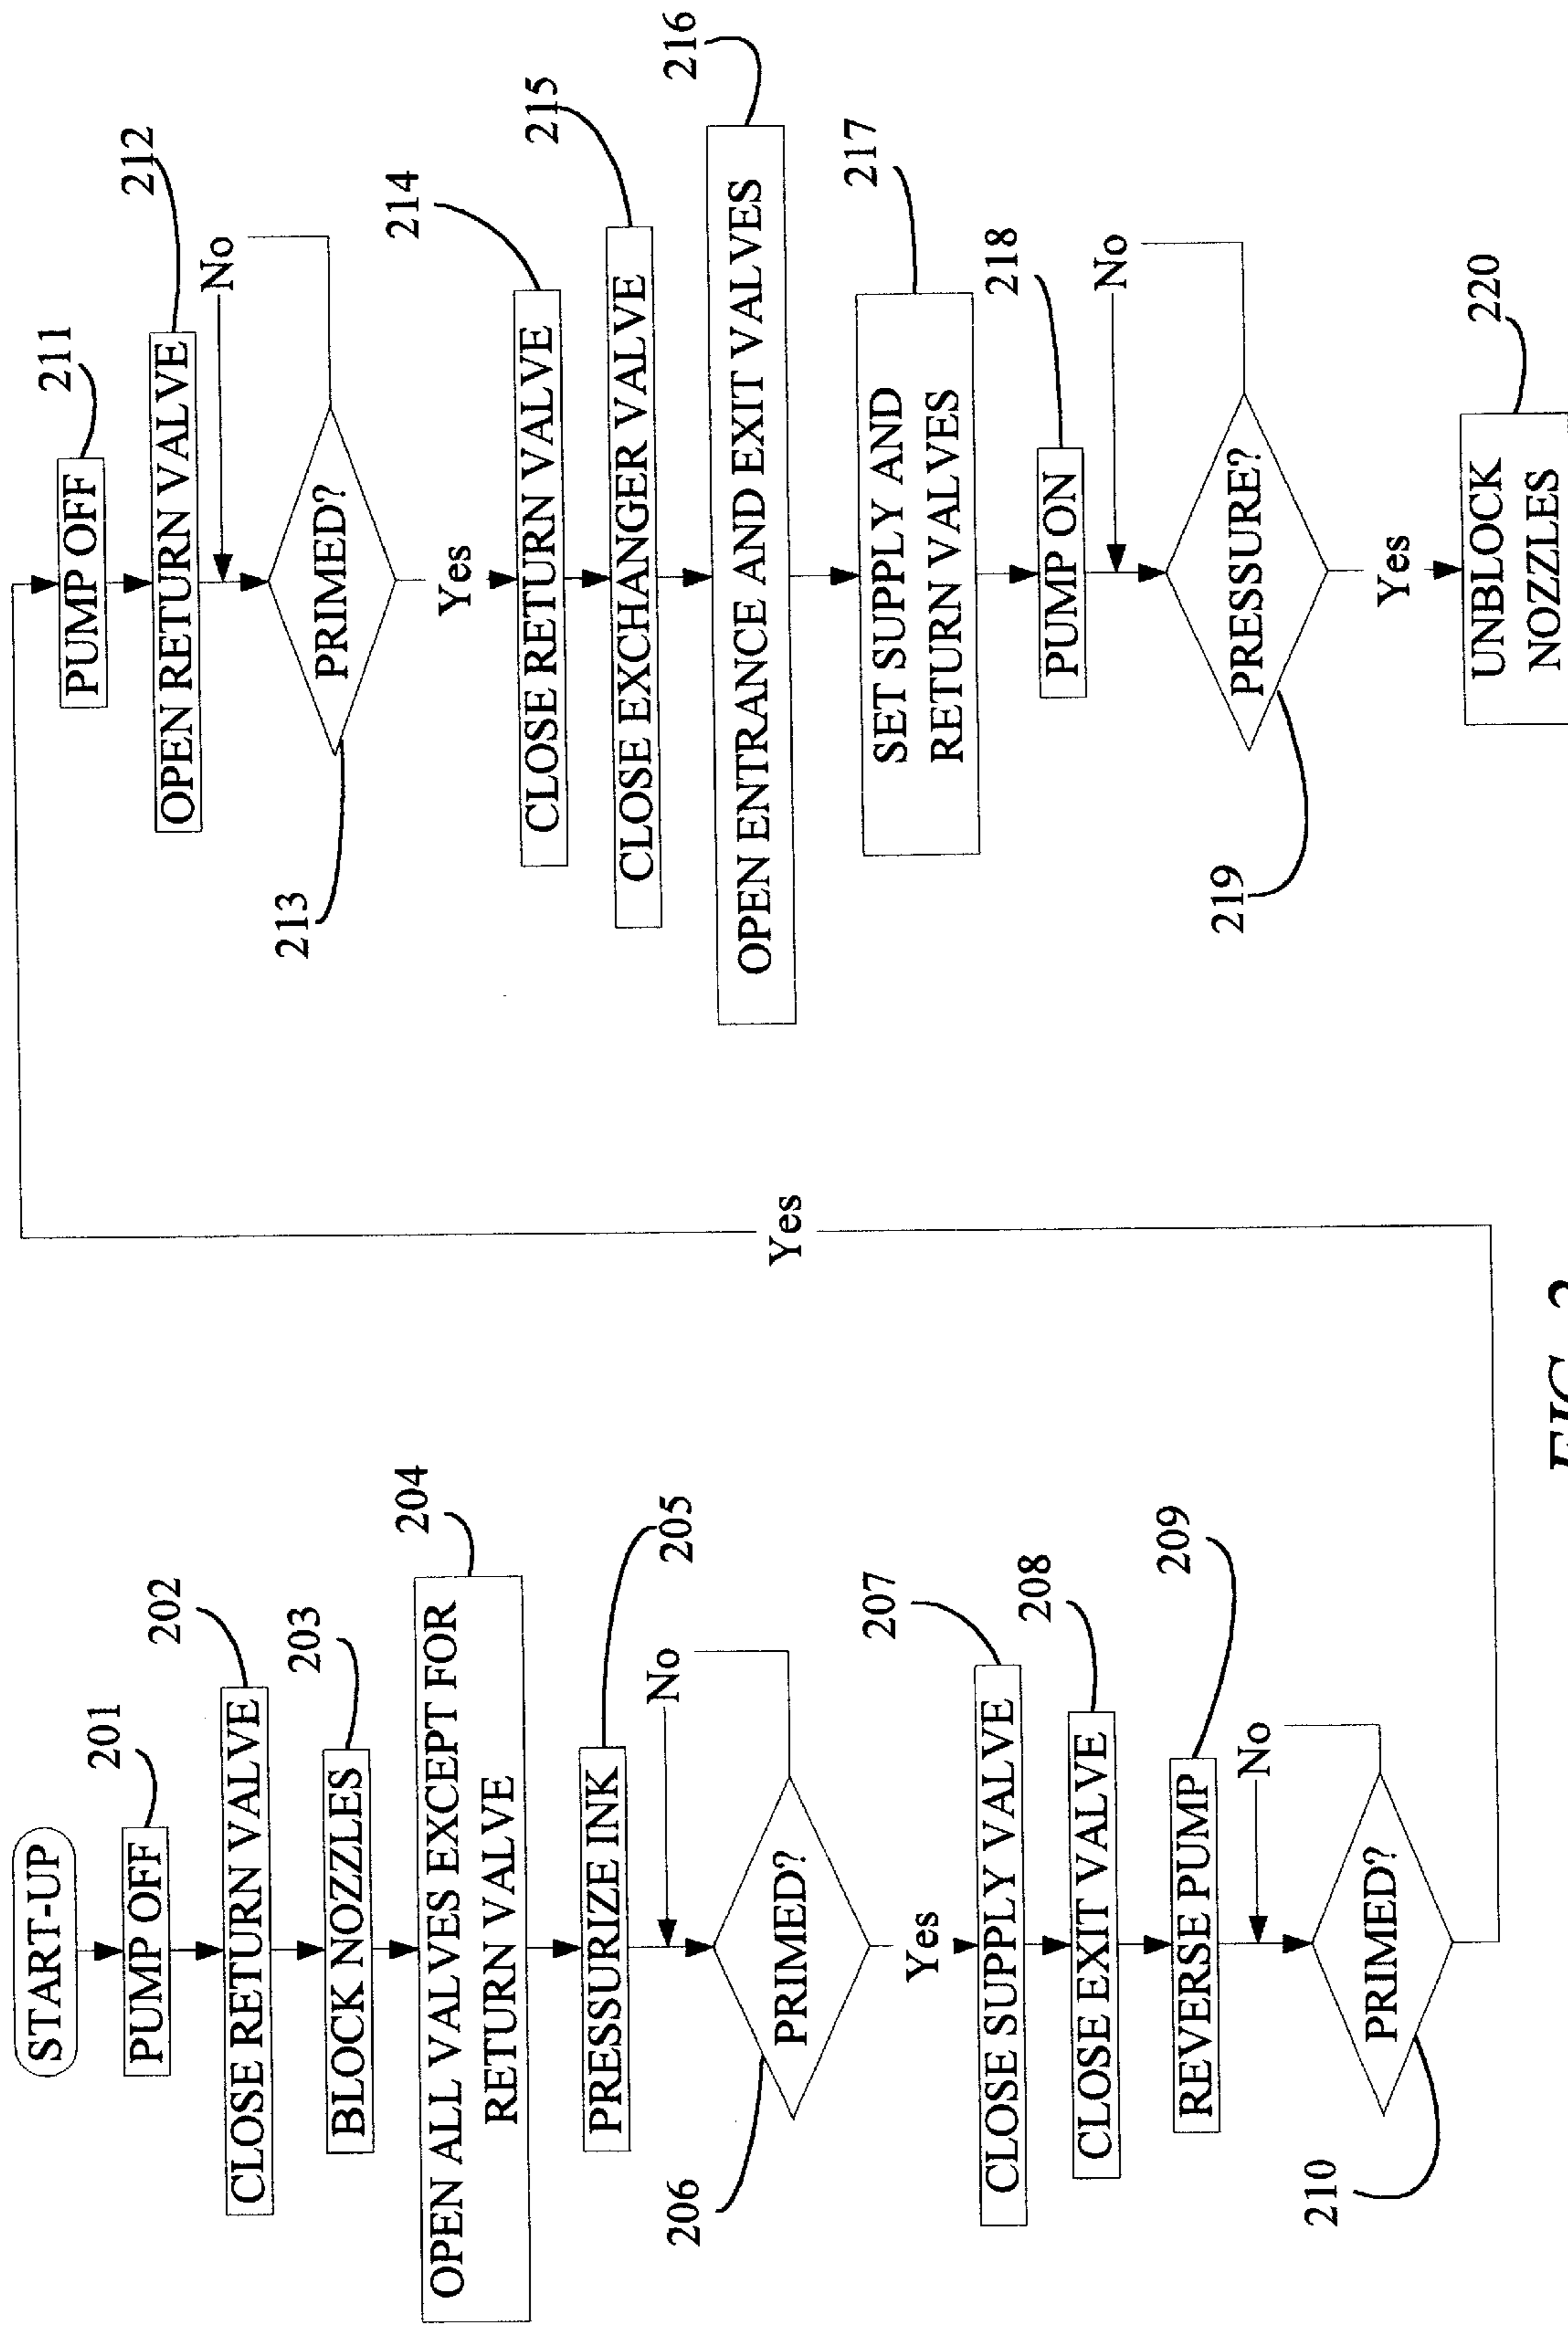 START-UP
PUMP OFF
201
CLOSE RETURN VALVE
202
BLOCK NOZZLES
203
OPEN ALL VALVES EXCEPT FOR
RETURN VALVE
204
PRESSURIZE INK
205
No
PRIMED?
206
Yes
CLOSE SUPPLY VALVE
207
CLOSE EXIT VALVE
208
REVERSE PUMP
209
No
PRIMED?
210
Yes
PUMP OFF
211
OPEN RETURN VALVE
212
No
PRIMED?
213
Yes
CLOSE RETURN VALVE
214
CLOSE EXCHANGER VALVE
215
OPEN ENTRANCE AND EXIT VALVES
216
SET SUPPLY AND
RETURN VALVES
217
PUMP ON
218
No
PRESSURE?
219
Yes
UNBLOCK
NOZZLES
220